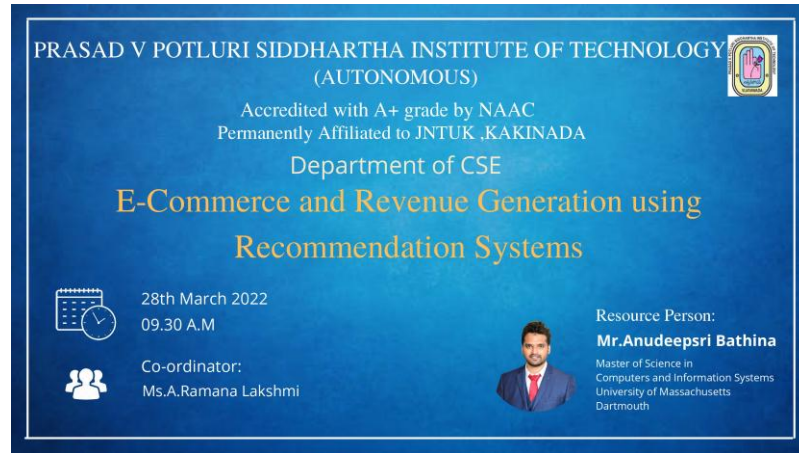 PRASAD V POTLURI SIDDHARTHA INSTITUTE OF TECHNOLOGY
(AUTONOMOUS)
Accredited with A+ grade by NAAC
Permanently Affiliated to JNTUK ,KAKINADA
Department of CSE
E-Commerce and Revenue Generation using
Recommendation Systems
28th March 2022
09.30 A.M
Co-ordinator:
Ms.A.Ramana Lakshmi
Resource Person:
Mr.Anudeepsri Bathina
Master of Science in
Computers and Information Systems
University of Massachusetts
Dartmouth